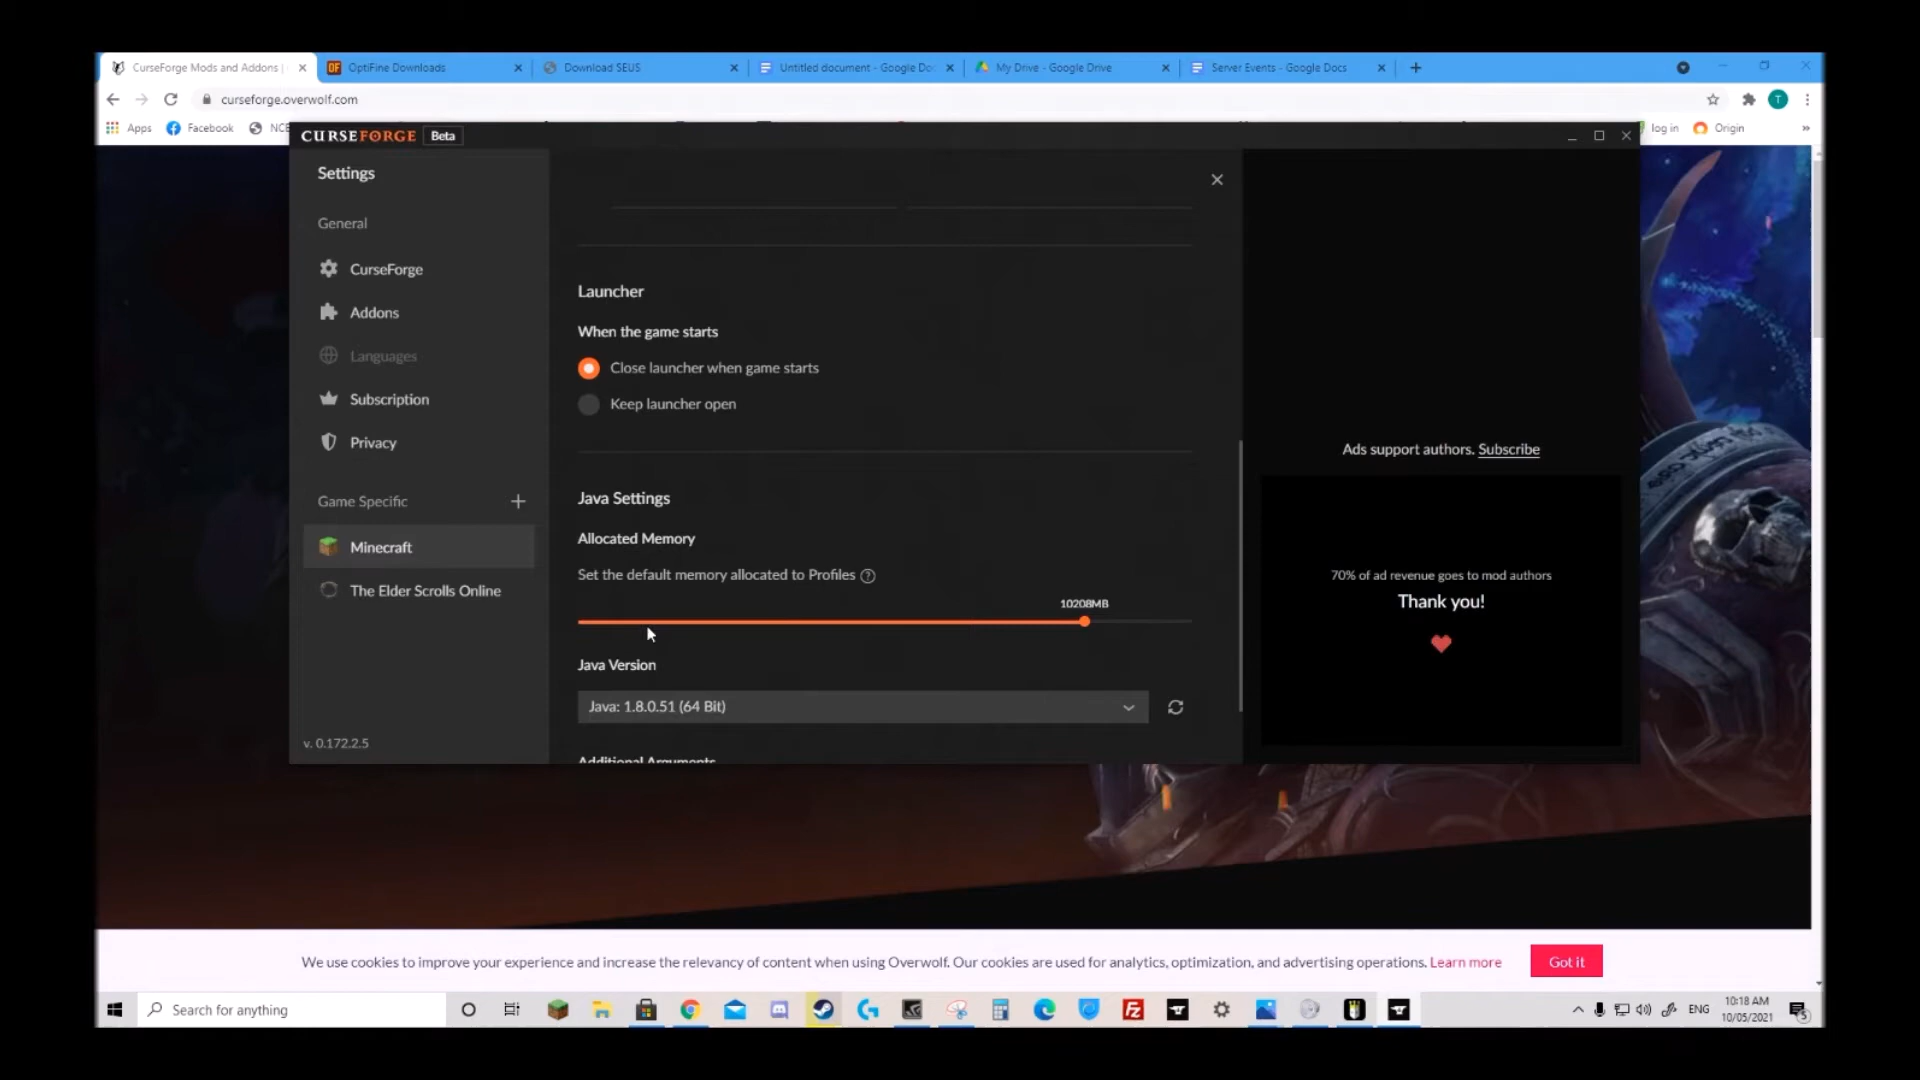 CurseForge Mods and Addons |
OptiFine Downloads
Download SEUS
Untitled document - Google Doc
My Drive - Google Drive
Server Events - Google Docs
curseforge.overwolf.com
T
Apps
Facebook
NCE
log in
Origin
CURSEFORGE Beta
Settings
General
CurseForge
Addons
Languages
Subscription
Privacy
Game Specific
Minecraft
The Elder Scrolls Online
v. 0.172.2.5
Launcher
When the game starts
Close launcher when game starts
Keep launcher open
Java Settings
Allocated Memory
Set the default memory allocated to Profiles
10208MB
Java Version
Java: 1.8.0.51 (64 Bit)
Additional Arguments
Ads support authors. Subscribe
70% of ad revenue goes to mod authors
Thank you!
We use cookies to improve your experience and increase the relevancy of content when using Overwolf. Our cookies are used for analytics, optimization, and advertising operations. Learn more
Got it
Search for anything
ENG
10:18 AM
10/05/2021
5